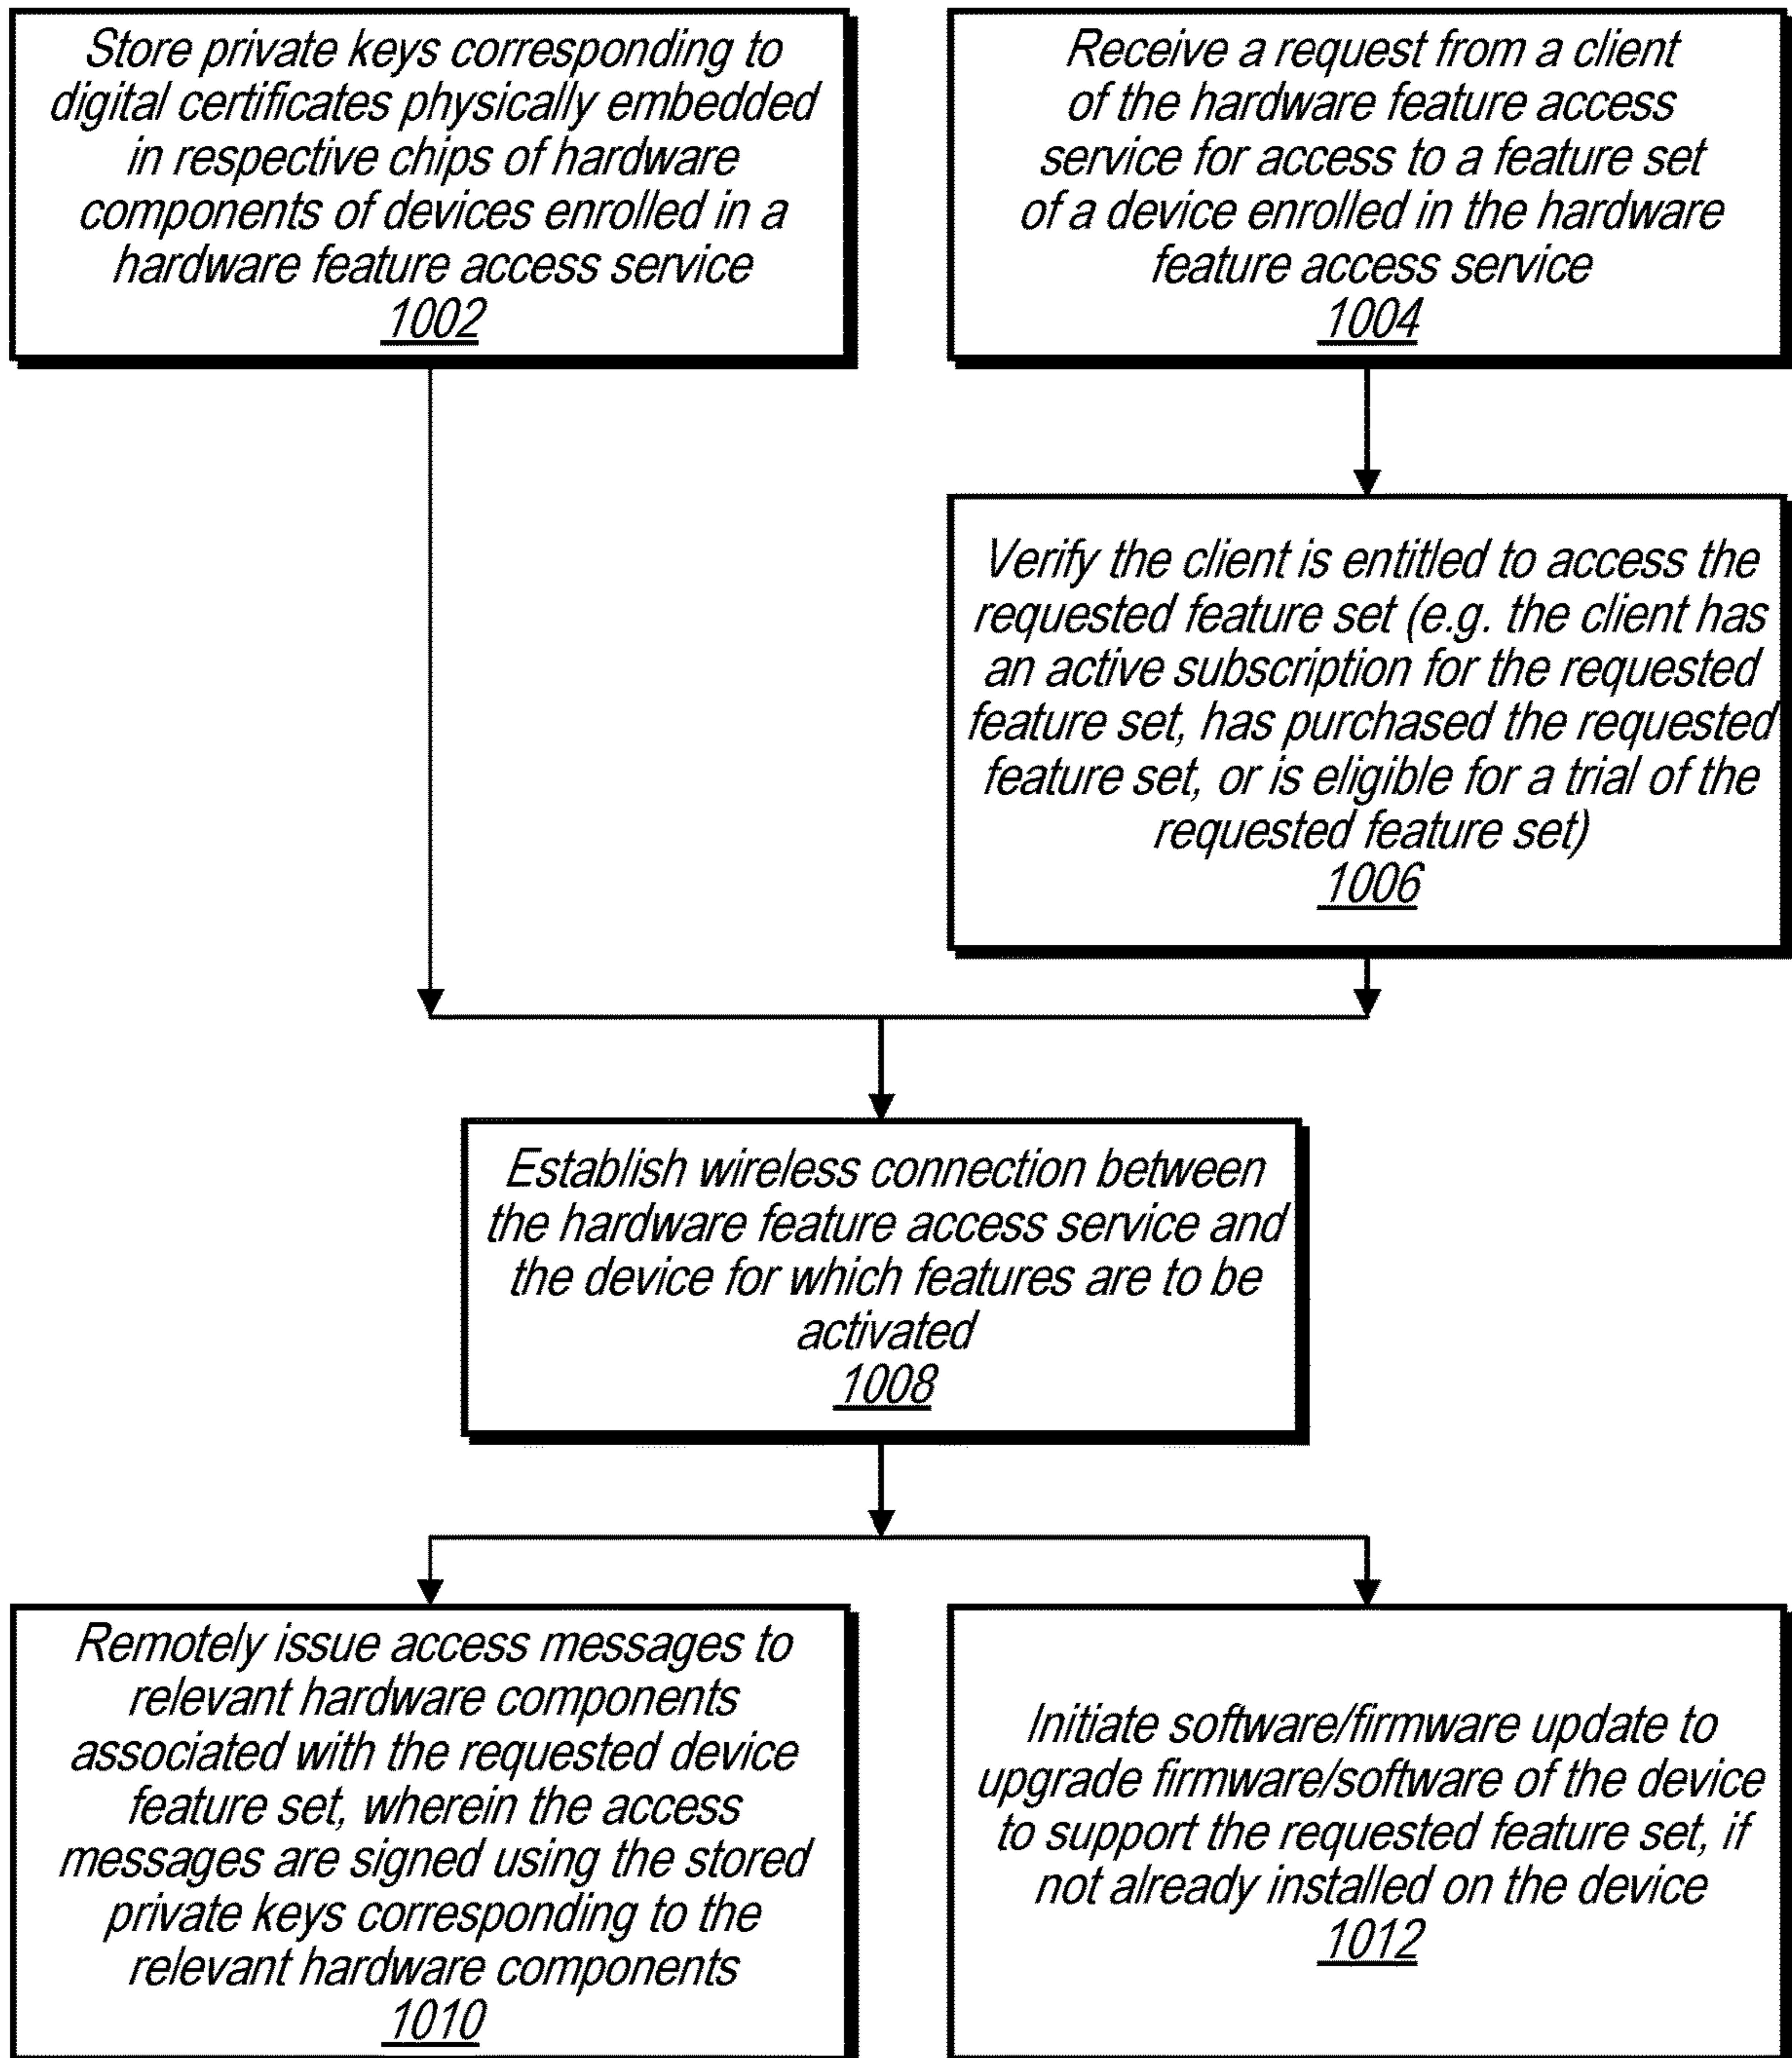 Store private keys corresponding to
digital certificates physically embedded
in respective chips of hardware
components of devices enrolled in a
hardware feature access service
1002
Receive a request from a client
of the hardware feature access
service for access to a feature set
of a device enrolled in the hardware
feature access service
1004
Verify the client is entitled to access the
requested feature set (e.g. the client has
an active subscription for the requested
feature set, has purchased the requested
feature set, or is eligible for a trial of the
requested feature set)
1006
Establish wireless connection between
the hardware feature access service and
the device for which features are to be
activated
1008
Remotely issue access messages to
relevant hardware components
associated with the requested device
feature set, wherein the access
messages are signed using the stored
private keys corresponding to the
relevant hardware components
1010
Initiate software/firmware update to
upgrade firmware/software of the device
to support the requested feature set, if
not already installed on the device
1012